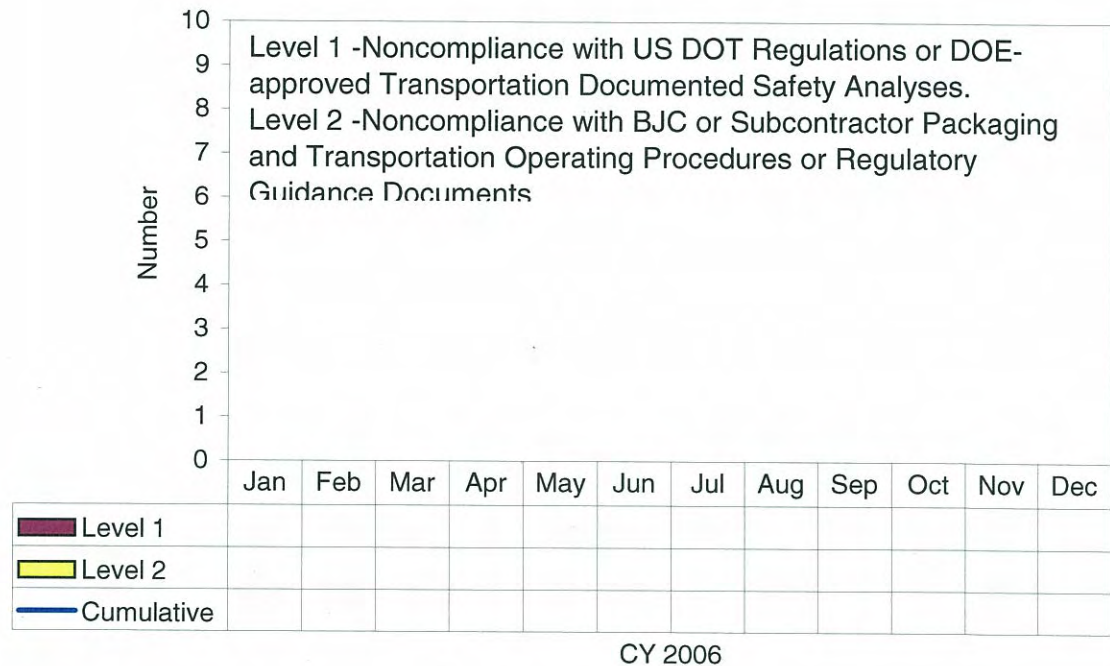 10
9
8
7
6
5
4
3
2
1
0
Number
Level 1 -Noncompliance with US DOT Regulations or DOE-
approved Transportation Documented Safety Analyses.
Level 2 -Noncompliance with BJC or Subcontractor Packaging
and Transportation Operating Procedures or Regulatory
Guidance Documents
Jan Feb Mar Apr May Jun Jul Aug Sep Oct Nov Dec
Level 1
Level 2
Cumulative
CY 2006